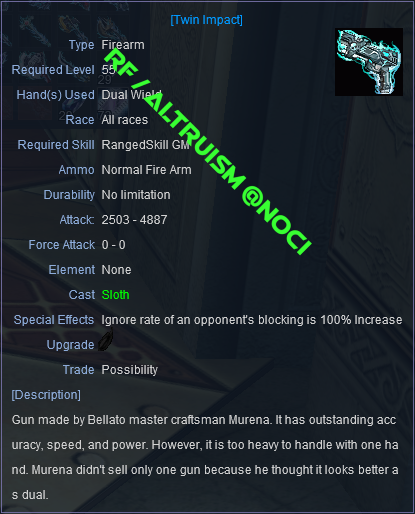 [Twin Impact]
Type Firearm
Required Level 55
Hand(s) Used Dual Wield
Race All races
Required Skill RangedSkill GM
Ammo Normal Fire Arm
Durability No limitation
Attack: 2503 - 4887
Force Attack 0 - 0
Element None
Cast Sloth
Special Effects Ignore rate of an opponent's blocking is 100% Increase
Upgrade
Trade Possibility
[Description]
Gun made by Bellato master craftsman Murena. It has outstanding acc
uracy, speed, and power. However, it is too heavy to handle with one ha
nd. Murena didn't sell only one gun because he thought it looks better a
s dual.
RF / ALTRUISM @NOCI